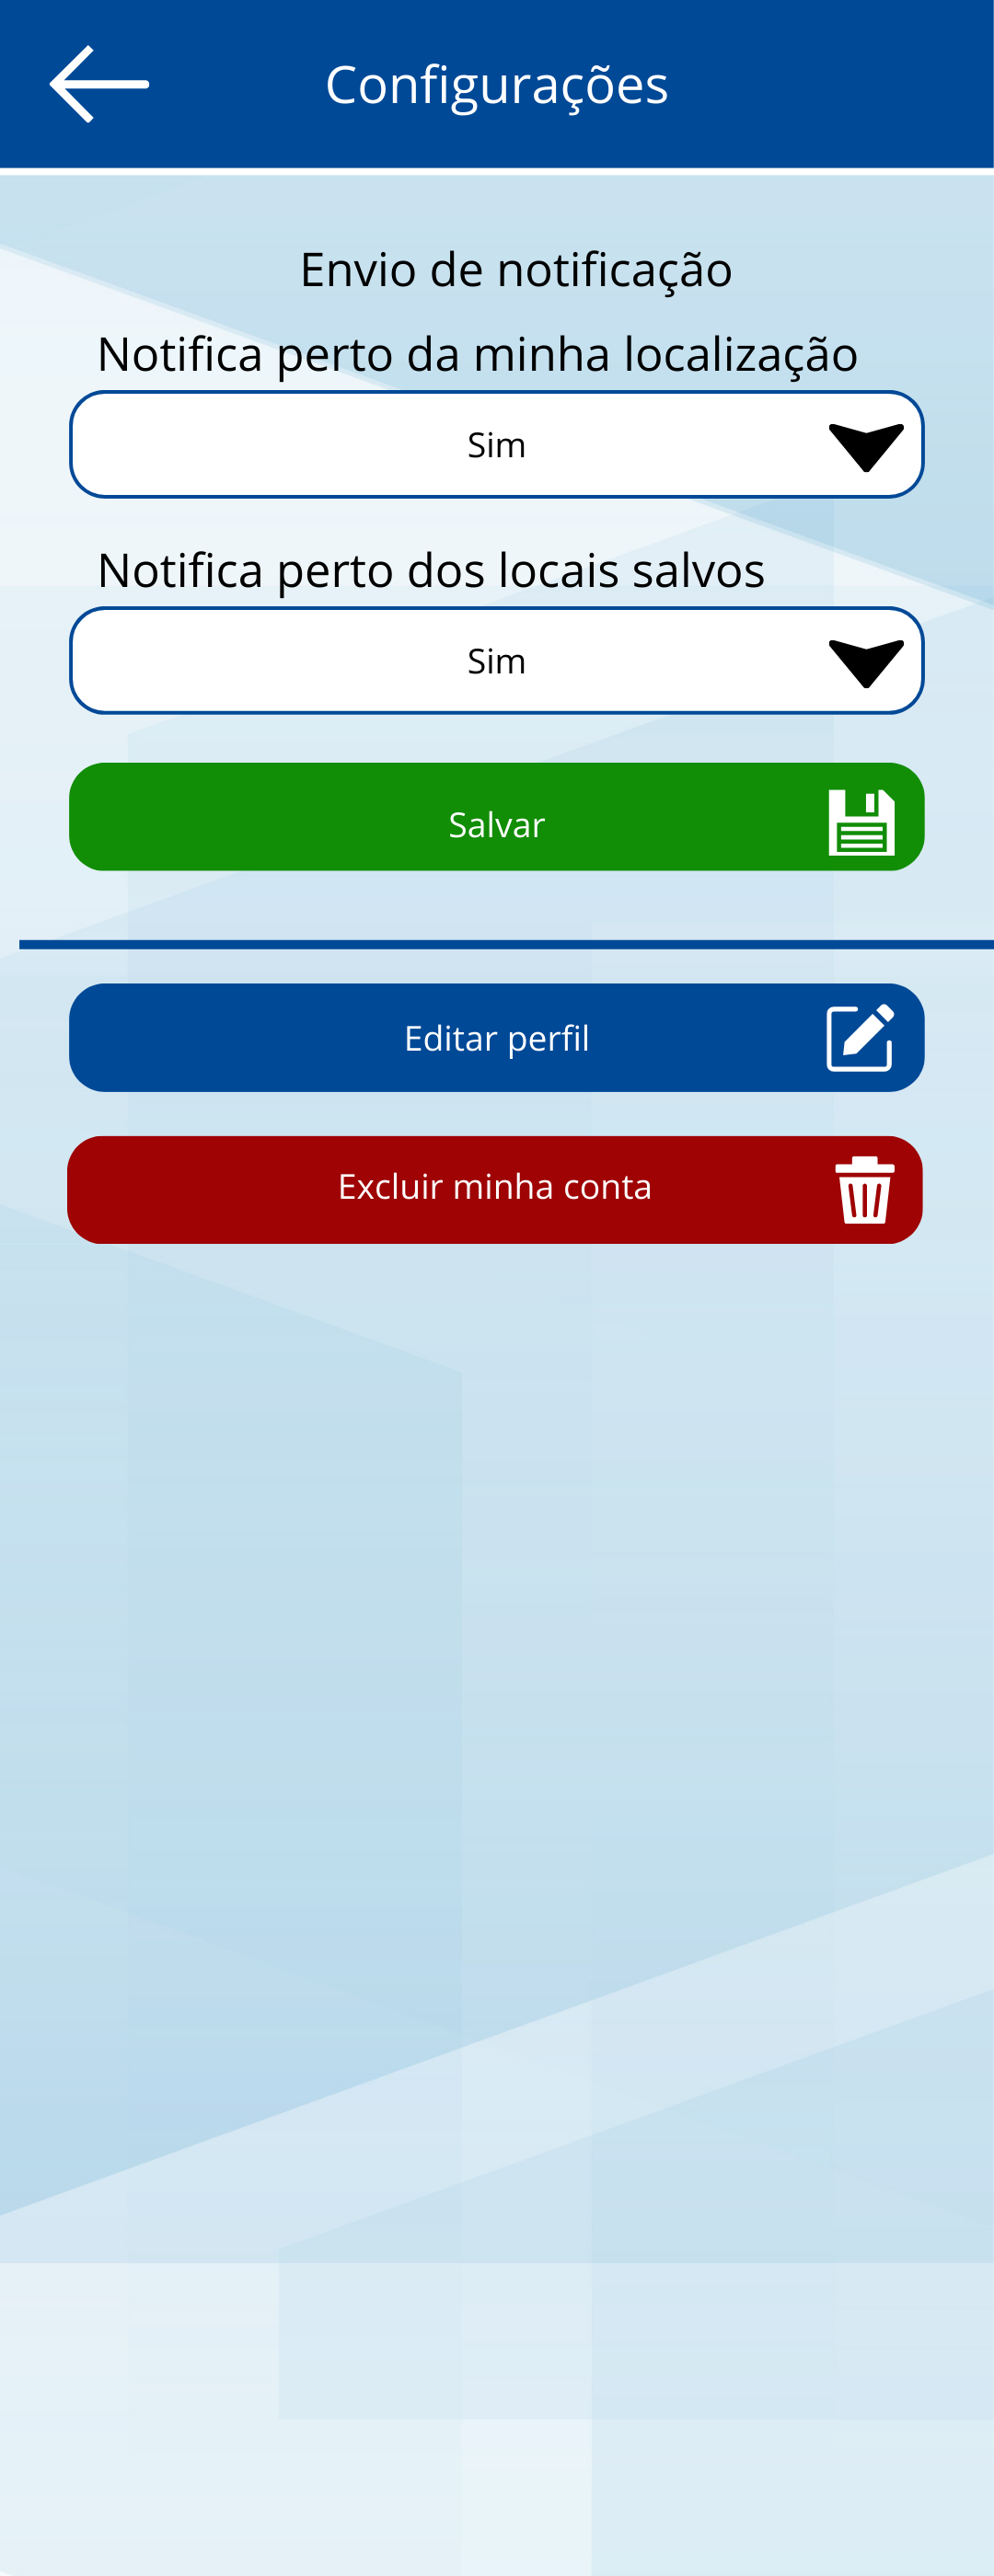 Configurações
Envio de notificação
Notifica perto da minha localização
Sim
Notifica perto dos locais salvos
Sim
Salvar
Editar perfil
Excluir minha conta